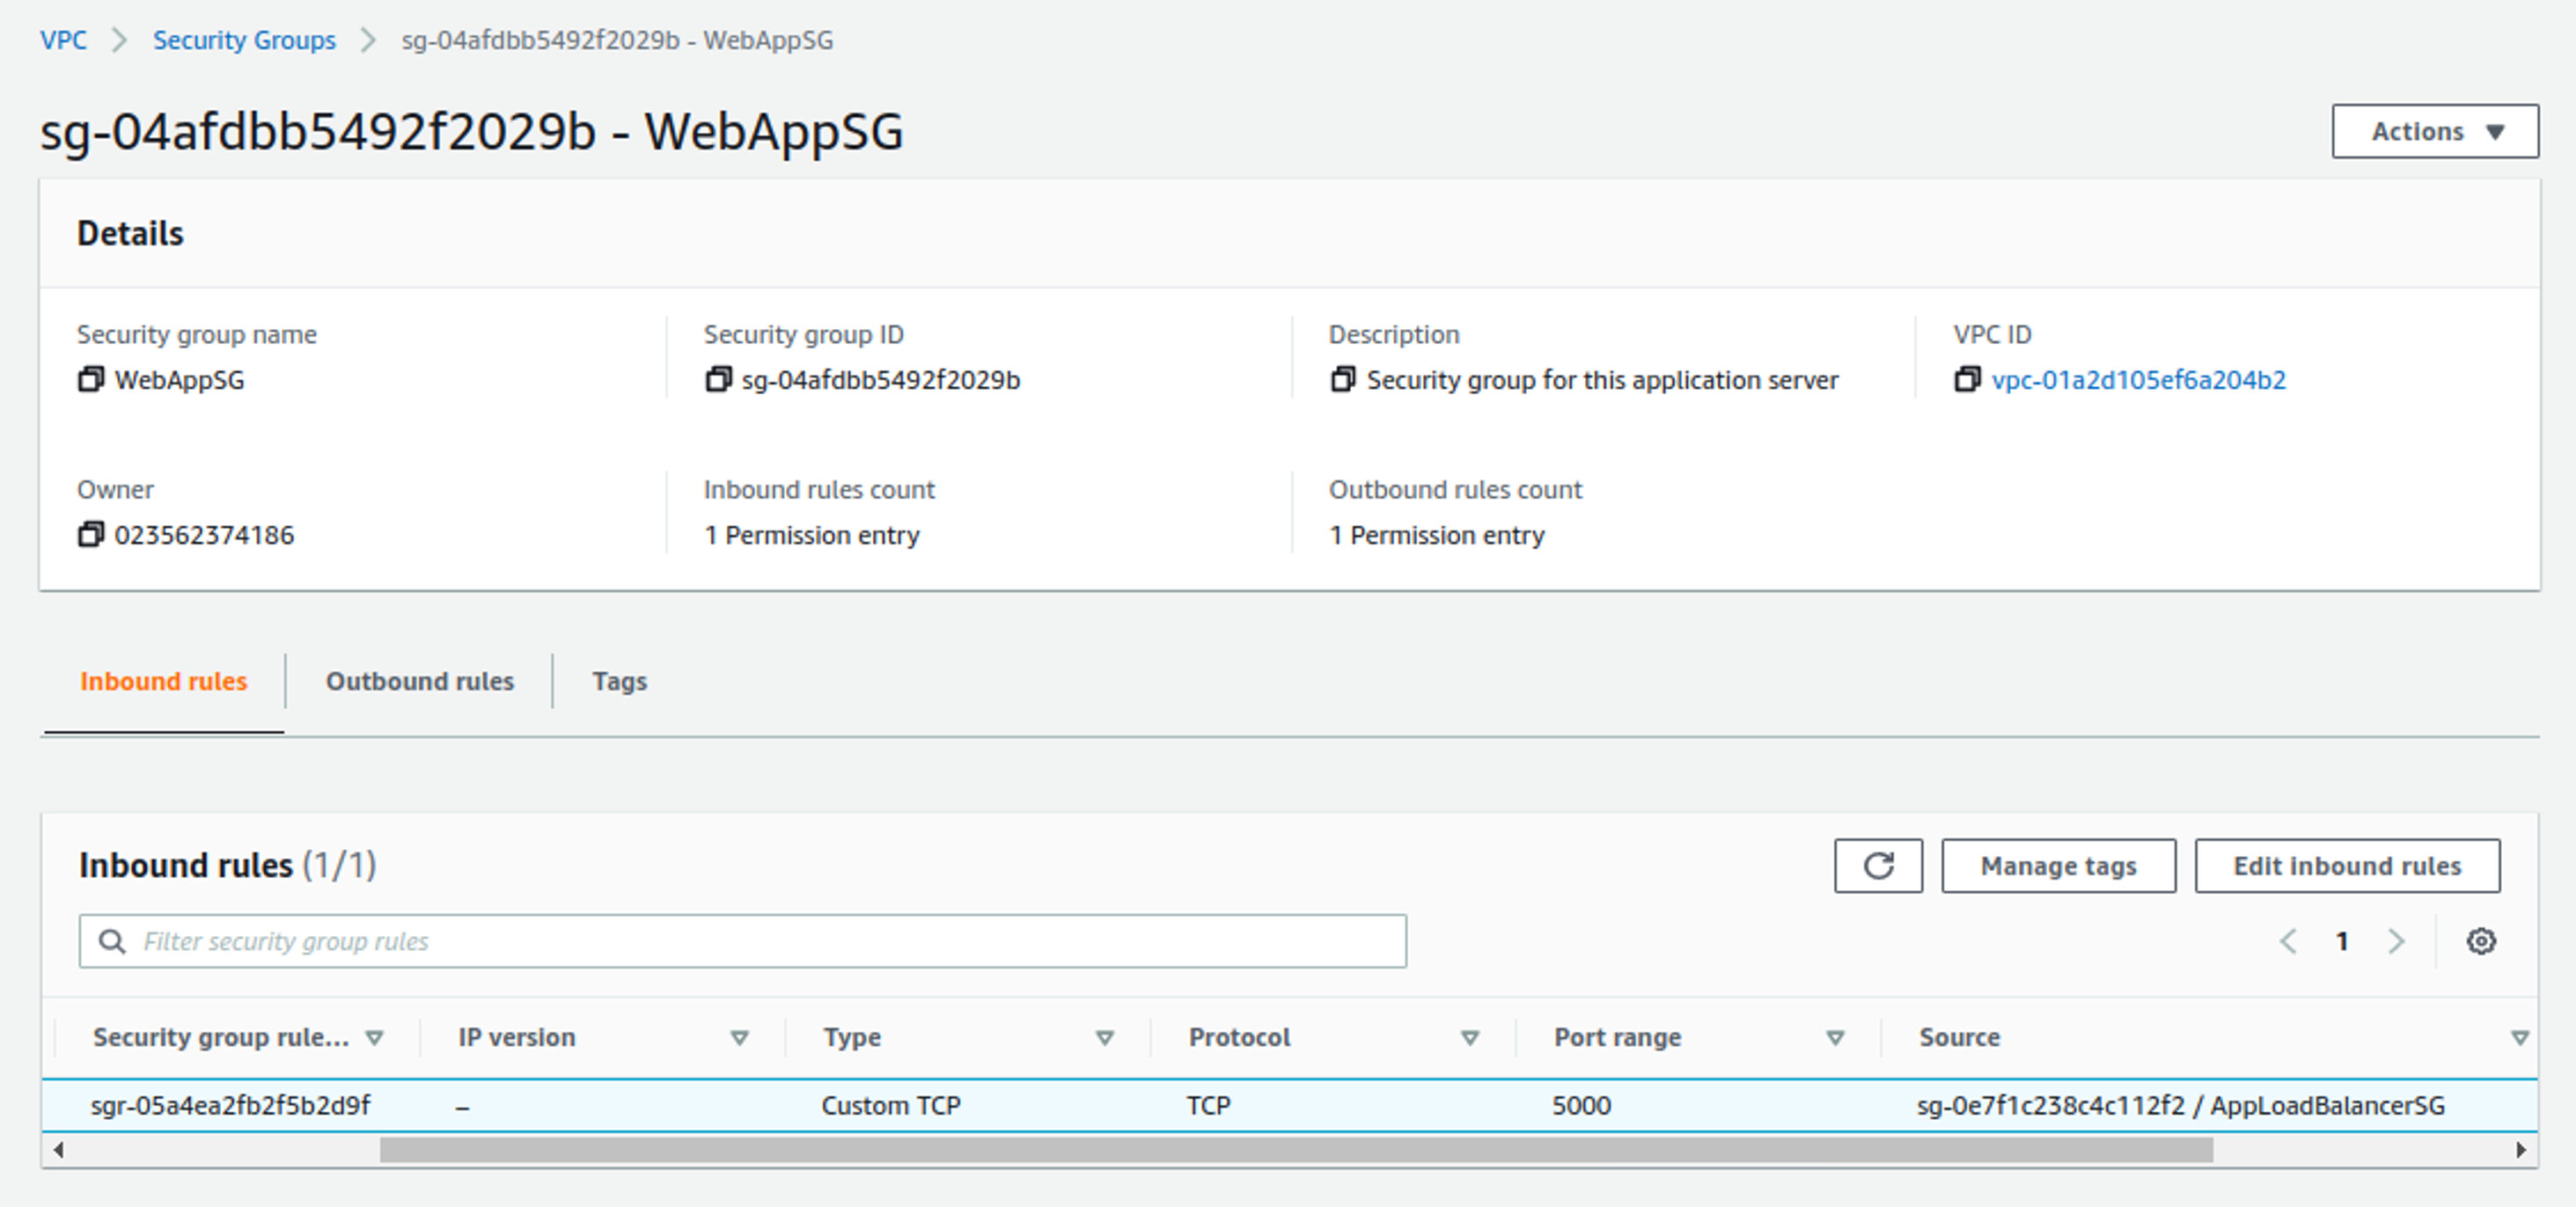 VPC > Security Groups > sg-04afdbb5492f2029b - WebAppSG
sg-04afdbb5492f2029b - WebAppSG
Actions
Details
Security group name
WebAppSG
Security group ID
sg-04afdbb5492f2029b
Description
Security group for this application server
VPC ID
vpc-01a2d105ef6a204b2
Owner
023562374186
Inbound rules count
1 Permission entry
Outbound rules count
1 Permission entry
Inbound rules
Outbound rules
Tags
Inbound rules (1/1)
Manage tags
Edit inbound rules
Filter security group rules
1
Security group rule... IP version Type Protocol Port range Source
sgr-05a4ea2fb2f5b2d9f – Custom TCP TCP 5000 sg-0e7f1c238c4c112f2 / AppLoadBalancerSG